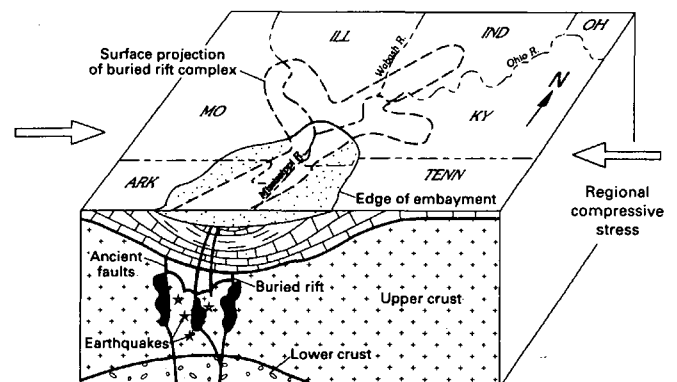 ILL
IND
OH
Surface projection
of buried rift complex
Wabash R.
Ohio R.
N
MO
KY
Mississippi R.
ARK
TENN
Edge of embayment
Regional
compressive
stress
Ancient
faults
Buried rift
Upper crust
Earthquakes
Lower crust